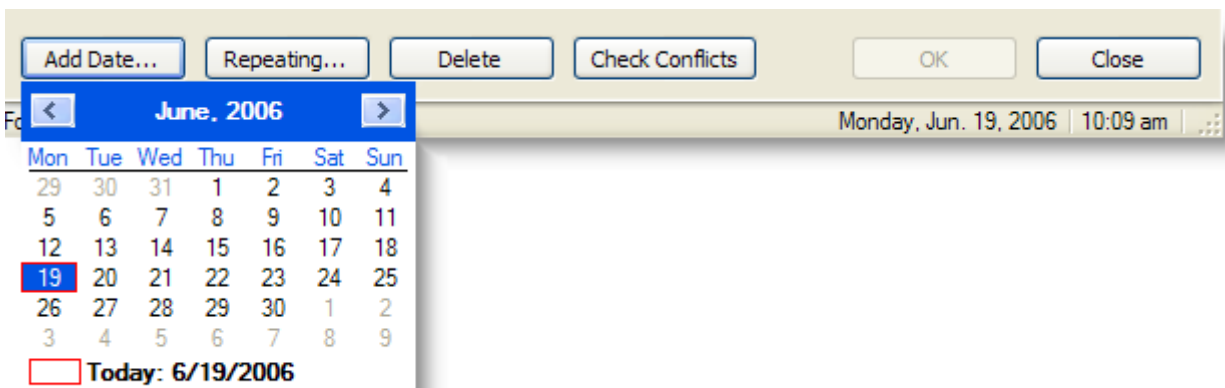 Add Date... Repeating... Delete Check Conflicts OK Close
June, 2006
Monday, Jun. 19, 2006 10:09 am
Mon Tue Wed Thu Fri Sat Sun
29 30 31 1 2 3 4
5 6 7 8 9 10 11
12 13 14 15 16 17 18
19 20 21 22 23 24 25
26 27 28 29 30 1 2
3 4 5 6 7 8 9
Today: 6/19/2006